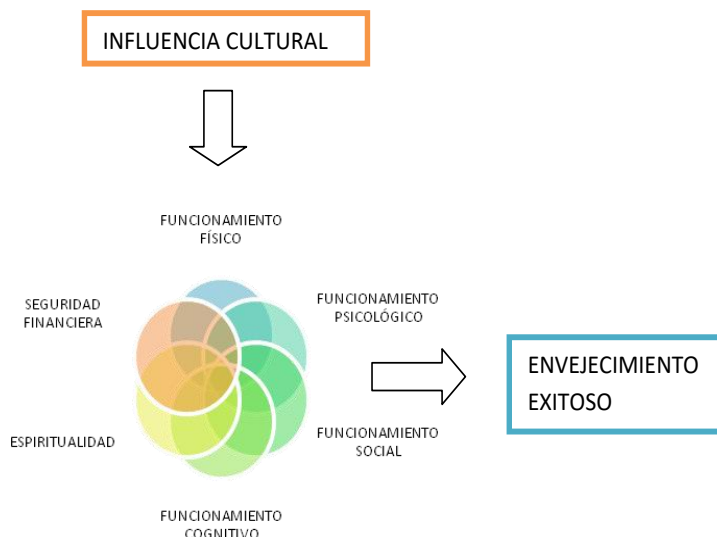 INFLUENCIA CULTURAL
FUNCIONAMIENTO
FÍSICO
SEGURIDAD
FINANCIERA
FUNCIONAMIENTO
PSICOLÓGICO
ENVEJECIMIENTO
EXITOSO
ESPIRITUALIDAD
FUNCIONAMIENTO
SOCIAL
FUNCIONAMIENTO
COGNITIVO